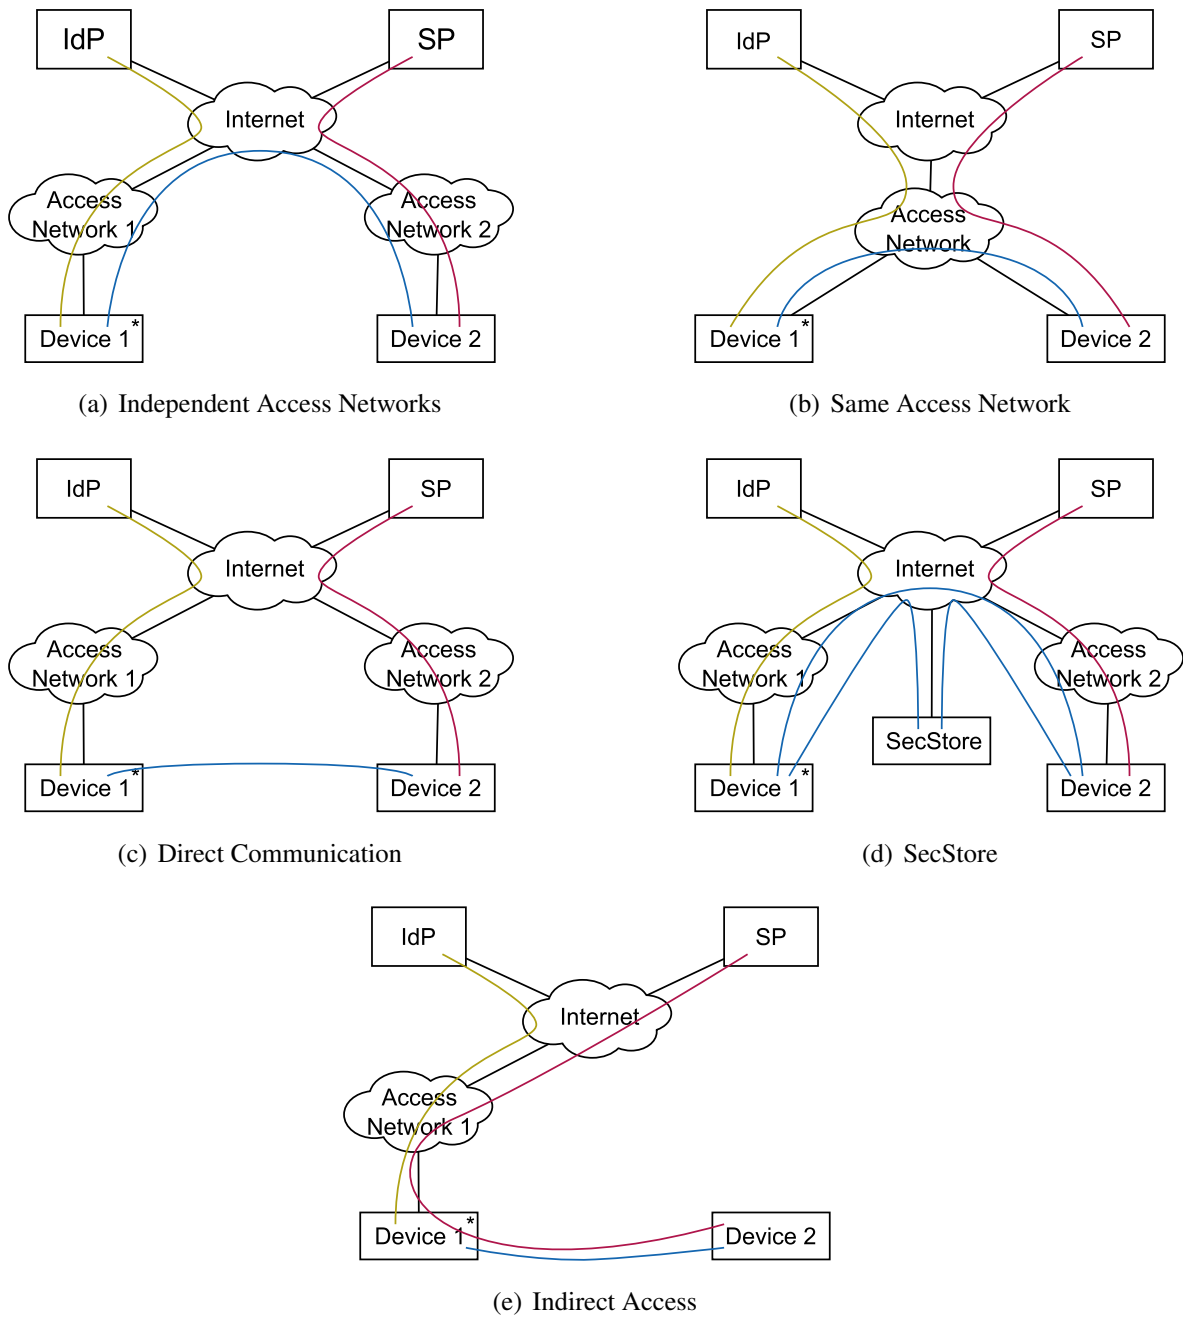 IdP
SP
Internet
Access
Network 1
Access
Network 2
Device 1*
Device 2
(a) Independent Access Networks
IdP
SP
Internet
Access
Network
Device 1*
Device 2
(b) Same Access Network
IdP
SP
Internet
Access
Network 1
Access
Network 2
Device 1*
Device 2
(c) Direct Communication
IdP
SP
Internet
Access
Network 1
Access
Network 2
SecStore
Device 1*
Device 2
(d) SecStore
IdP
SP
Internet
Access
Network 1
Device 1*
Device 2
(e) Indirect Access